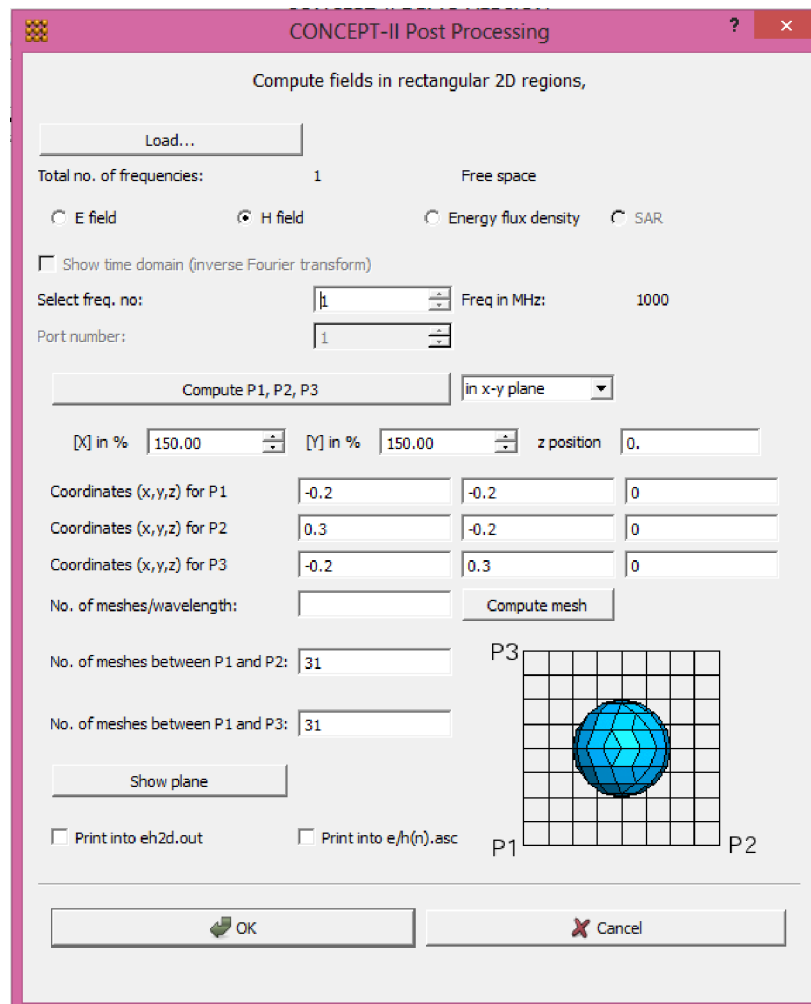 CONCEPT-II Post Processing ? ×
Compute fields in rectangular 2D regions,
Load...
Total no. of frequencies: 1 Free space
E field H field Energy flux density SAR
Show time domain (inverse Fourier transform)
Select freq. no: 1 Freq in MHz: 1000
Port number: 1
Compute P1, P2, P3 in x-y plane
[X] in % 150.00 [Y] in % 150.00 z position 0.
Coordinates (x,y,z) for P1 -0.2 -0.2 0
Coordinates (x,y,z) for P2 0.3 -0.2 0
Coordinates (x,y,z) for P3 -0.2 0.3 0
No. of meshes/wavelength: Compute mesh
P3
No. of meshes between P1 and P2: 31
No. of meshes between P1 and P3: 31
Show plane
Print into eh2d.out Print into e/h(n).asc
P1 P2
OK Cancel